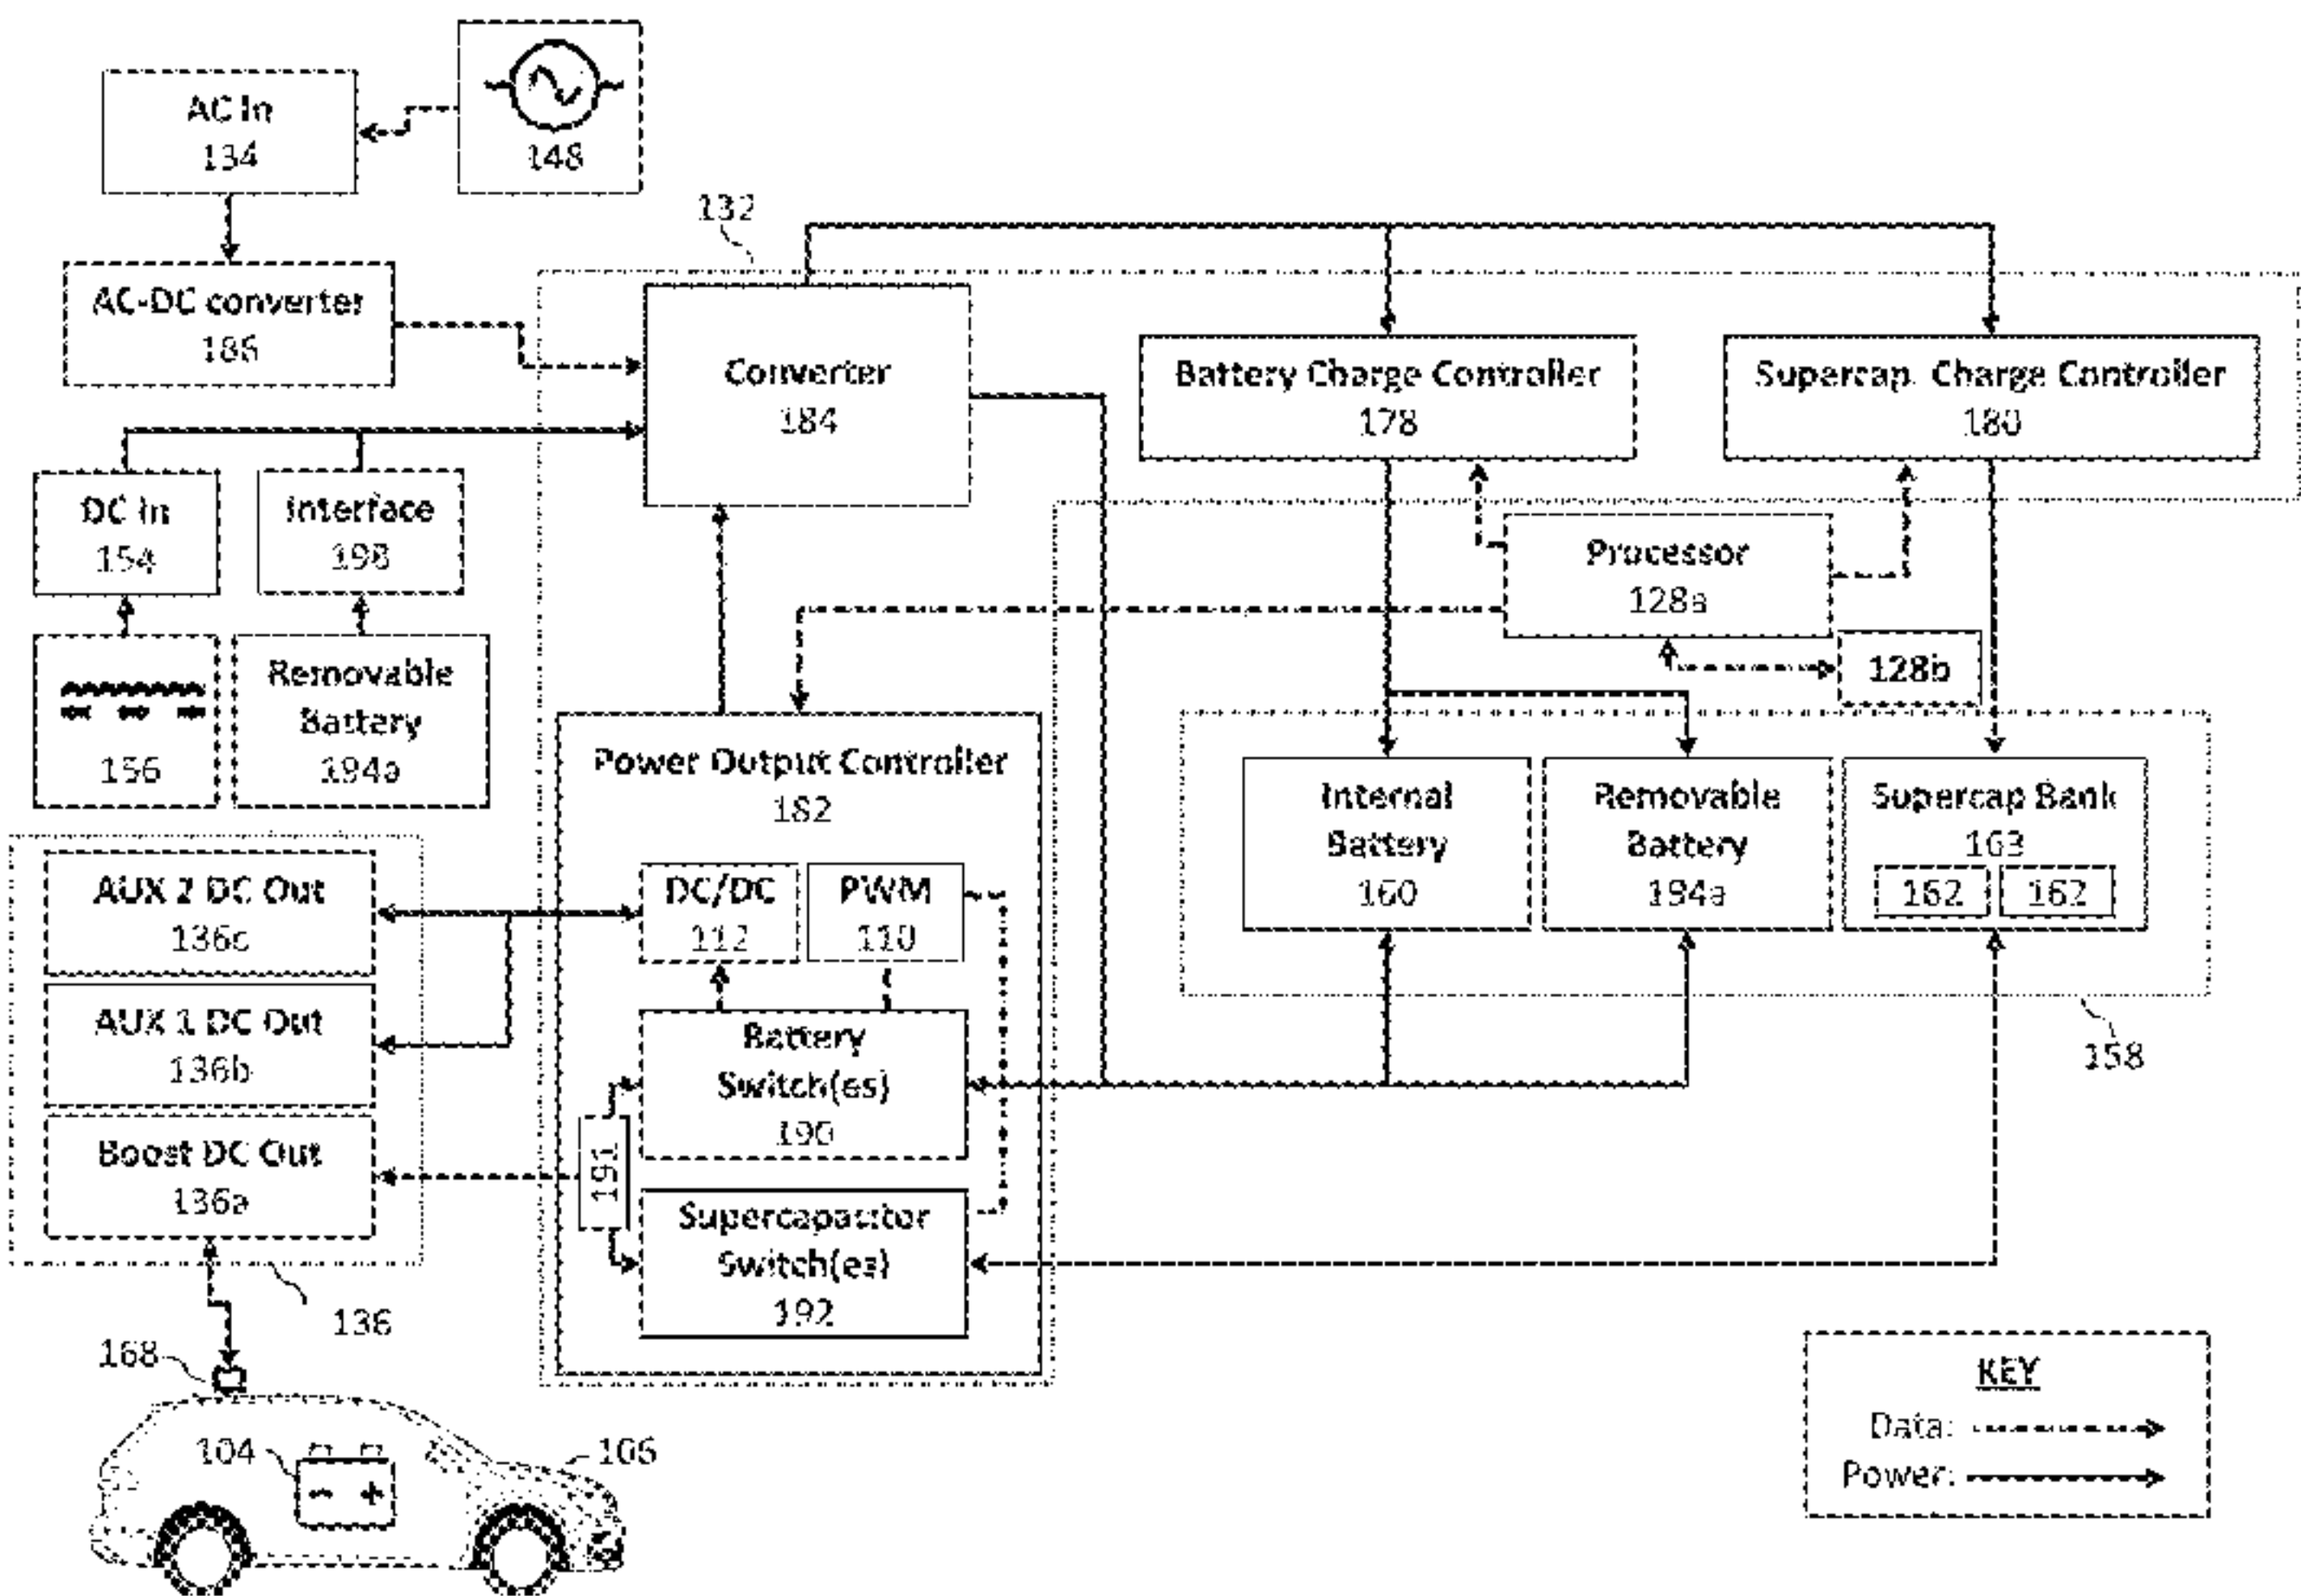 148
AC In
134
132
AC-DC converter
186
Converter
184
Battery Charge Controller
178
Supercap. Charge Controller
180
DC In
154
Interface
198
Processor
128a
128b
156
Removable
Battery
194a
Power Output Controller
182
Internal
Battery
160
Removable
Battery
194a
Supercap Bank
163
162
162
AUX 2 DC Out
136c
DC/DC
112
PWM
110
AUX 1 DC Out
136b
Battery
Switch(es)
190
158
Boost DC Out
136a
191
Supercapacitor
Switch(es)
192
136
168
104
106
KEY
Data:
Power: